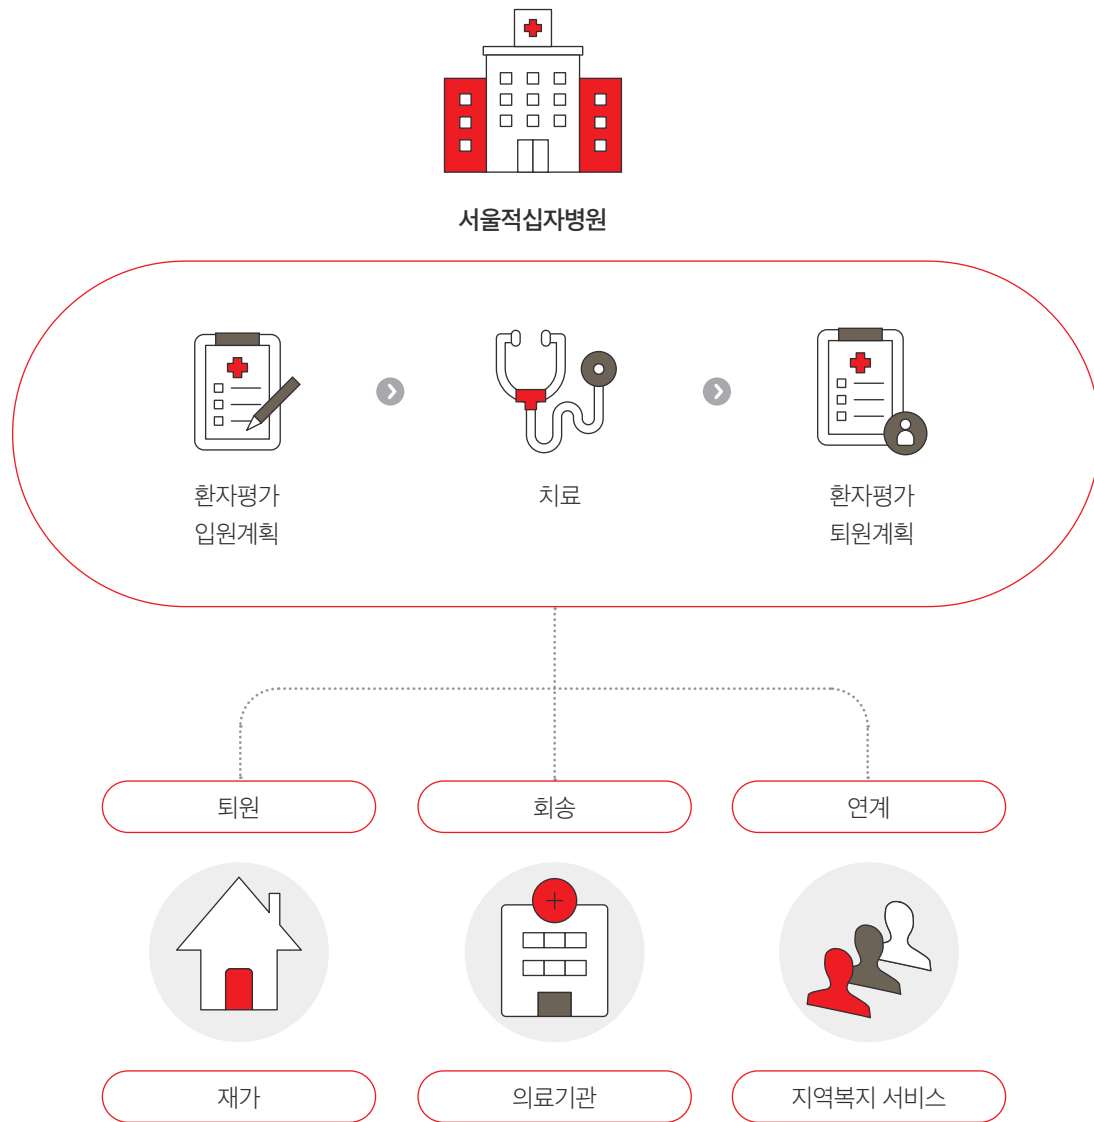 서울적십자병원
환자평가
입원계획
치료
환자평가
퇴원계획
퇴원
회송
연계
재가
의료기관
지역복지 서비스